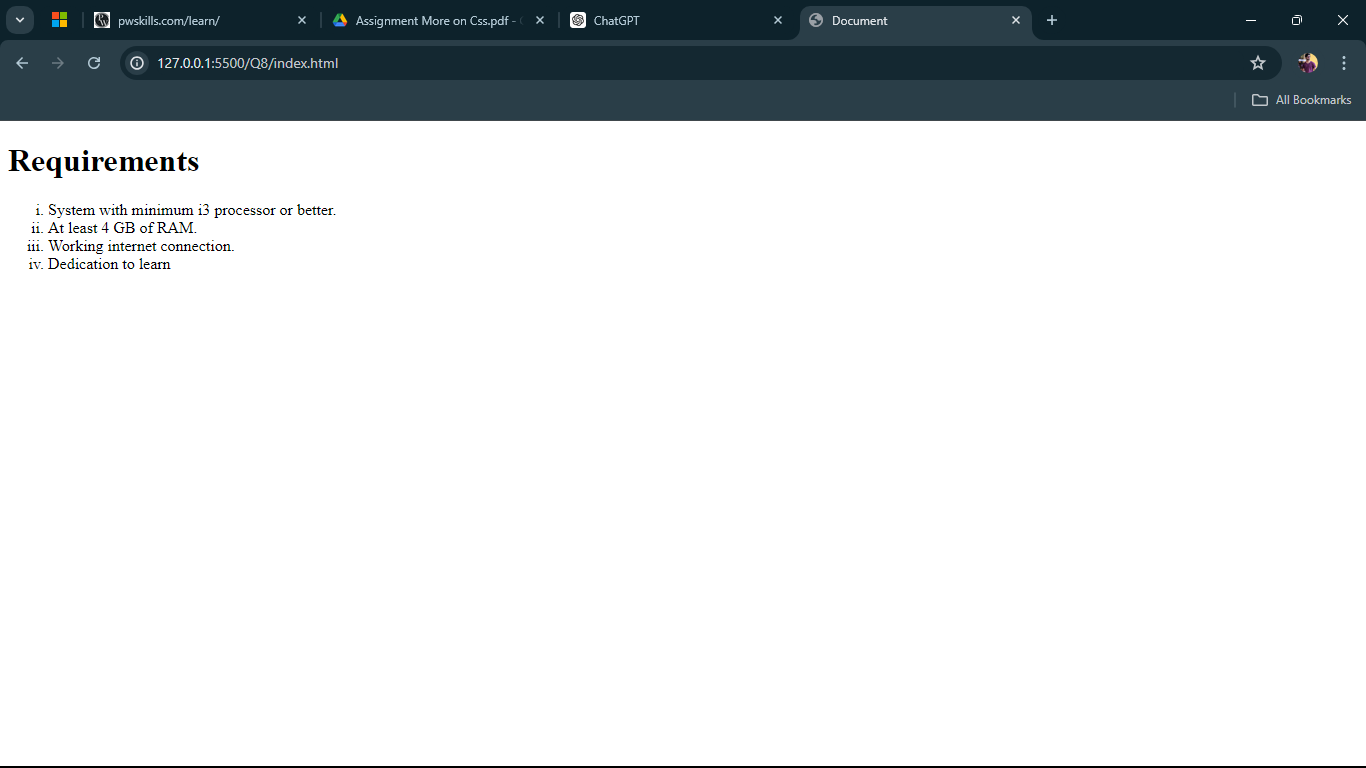 pwskills.com/learn/
Assignment More on Css.pdf -
ChatGPT
Document
127.0.0.1:5500/Q8/index.html
All Bookmarks
Requirements
i. System with minimum i3 processor or better.
ii. At least 4 GB of RAM.
iii. Working internet connection.
iv. Dedication to learn